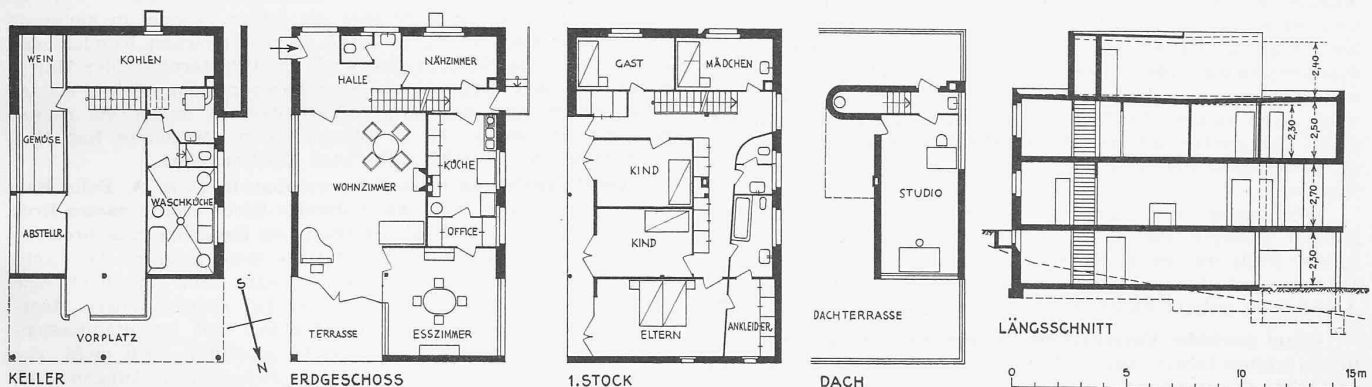 WEIN
KOHLEN
GEMÜSE
WASCHKÜCHE
ABSTELLR.
VORPLATZ
S
N
KELLER
HALLE
NÄHZIMMER
KÜCHE
WOHNZIMMER
OFFICE
TERRASSE
ESSZIMMER
ERDGESCHOSS
GAST
MÄDCHEN
KIND
KIND
ELTERN
ANKLEIDER.
1. STOCK
STUDIO
DACHTERRASSE
DACH
2,40
2,30
2,50
2,70
2,30
LÄNGSSCHNITT
0 5 10 15m